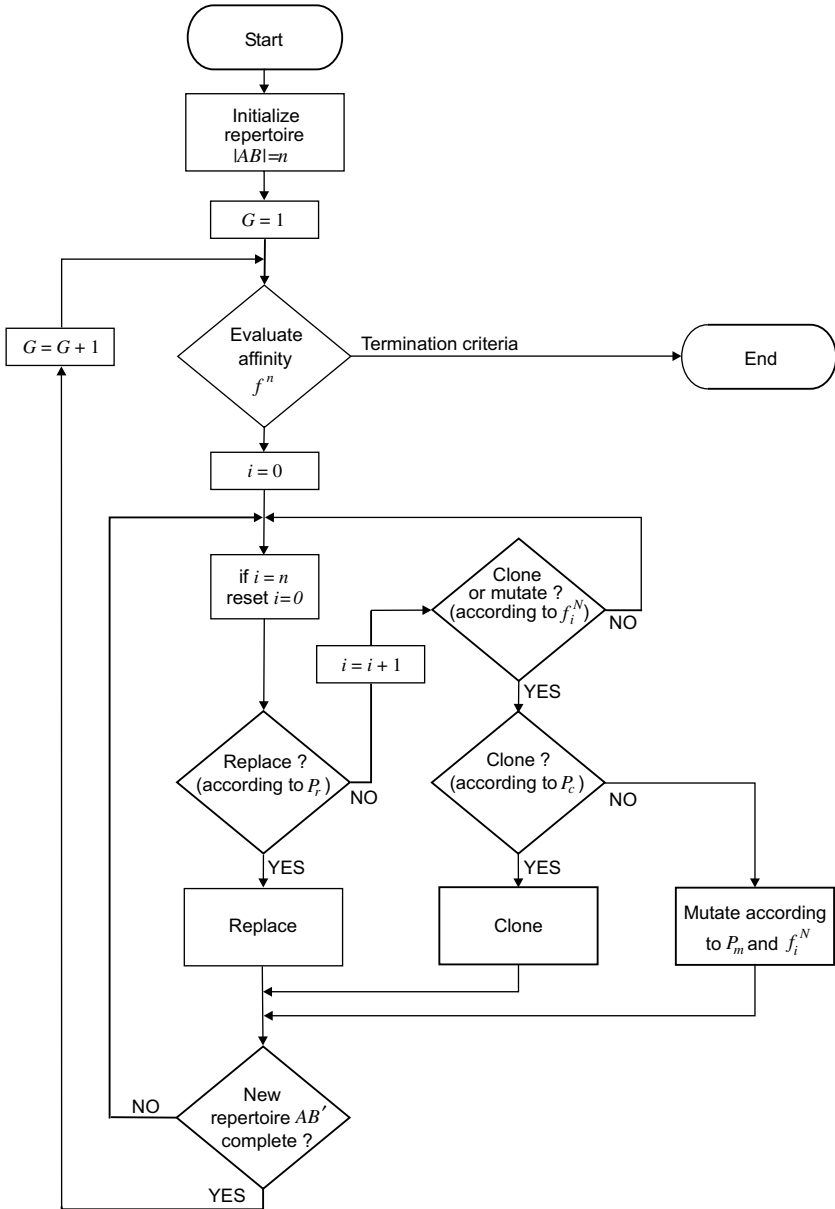 Start
Initialize
repertoire
|AB|=n
G = 1
G = G + 1
Evaluate
affinity
f^n
Termination criteria
End
i = 0
if i = n
reset i=0
Clone
or mutate ?
(according to f_i^N)
NO
i = i + 1
YES
Replace ?
(according to P_r)
NO
Clone ?
(according to P_c)
NO
YES
YES
Replace
Clone
Mutate according
to P_m and f_i^N
New
repertoire AB′
complete ?
NO
YES